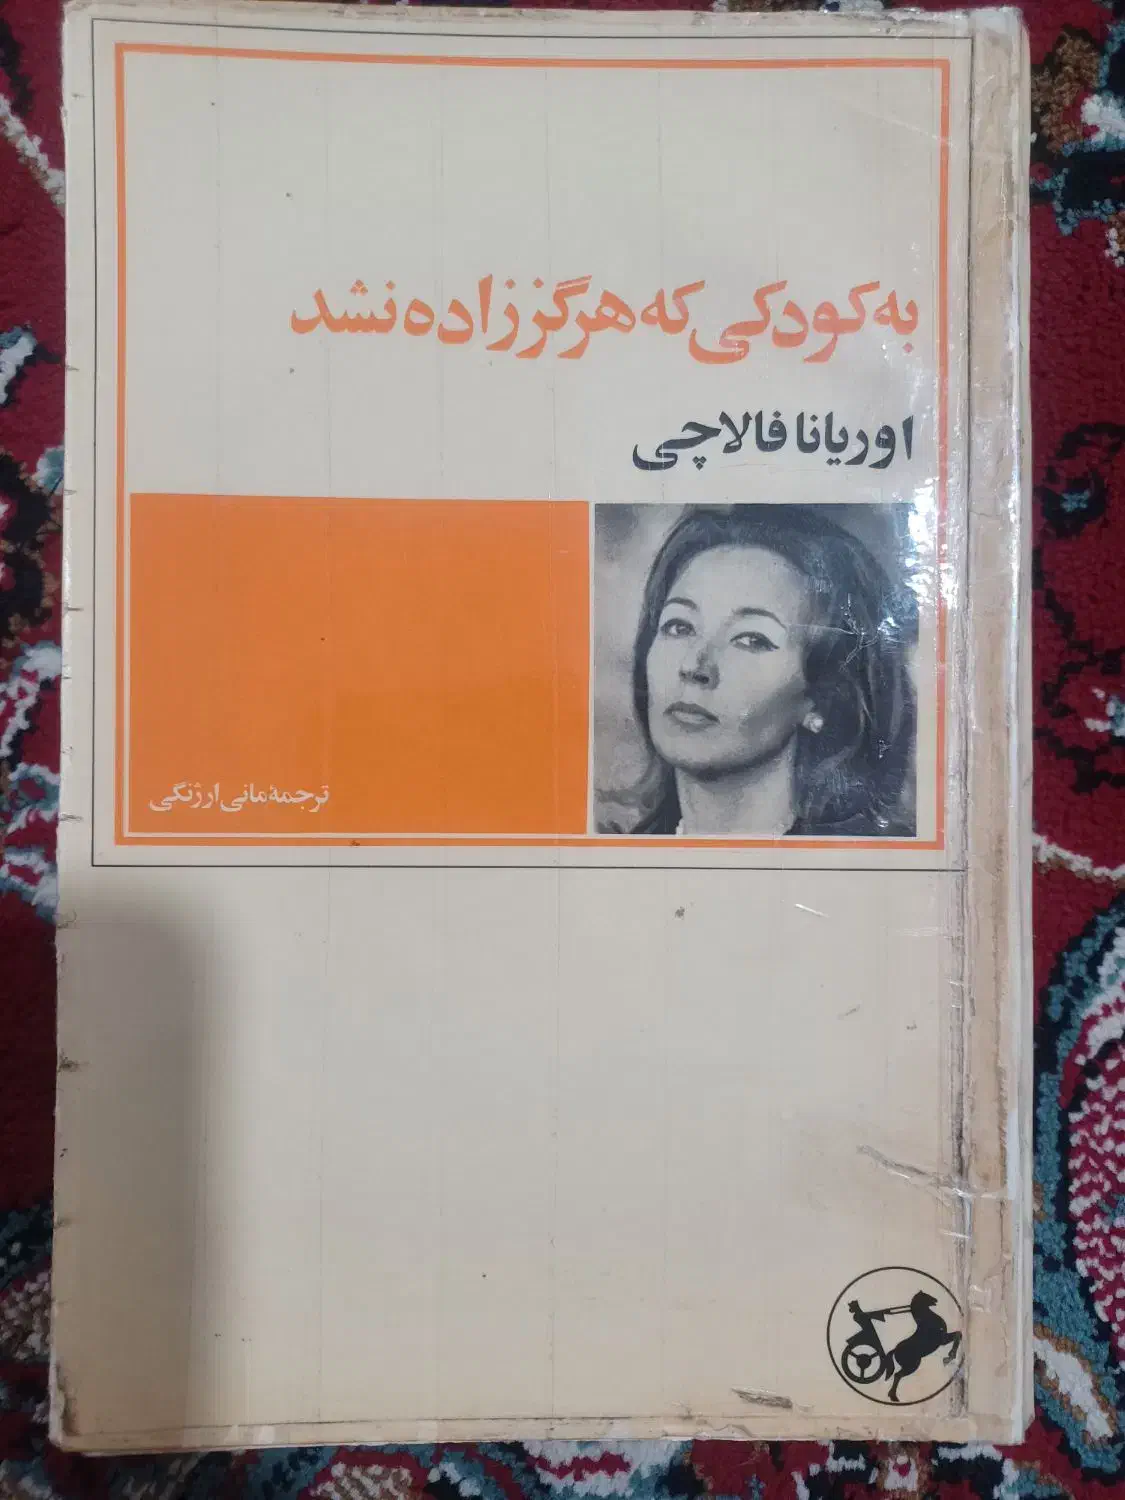 به کودکی که هرگز زاده نشد
اوریانا فالاچی
ترجمهٔ مانی ارژنگی